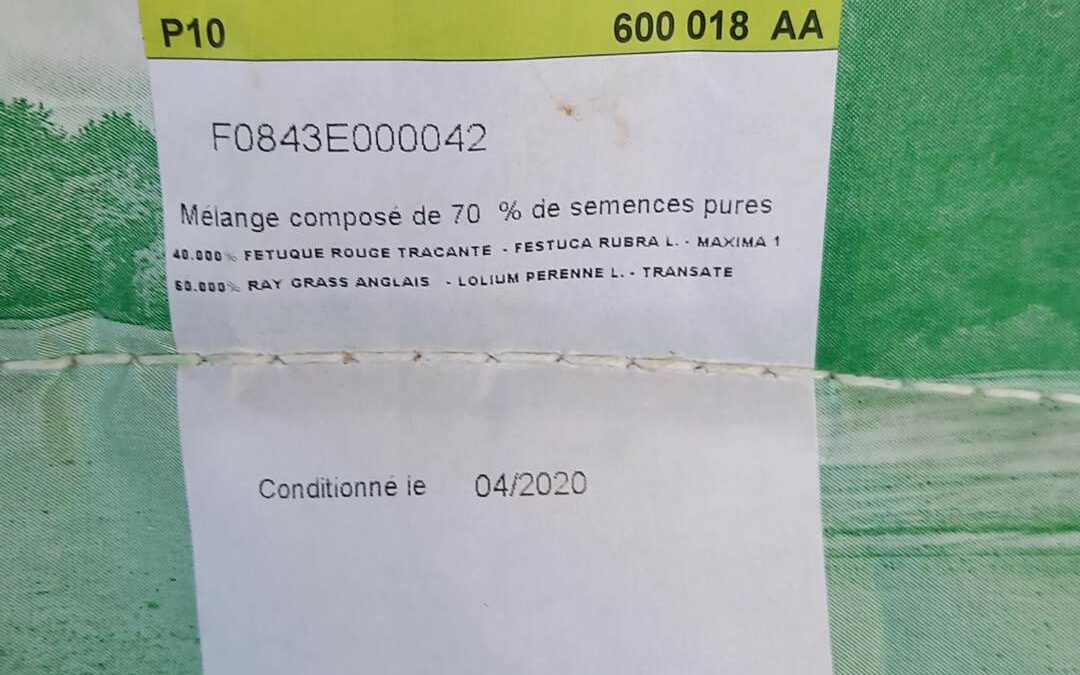 P10 600 018 AA
F0843E000042
Mélange composé de 70 % de semences pures
40.000% FETUQUE ROUGE TRACANTE - FESTUCA RUBRA L. - MAXIMA 1
60.000% RAY GRASS ANGLAIS - LOLIUM PERENNE L. - TRANSATE
Conditionné le 04/2020